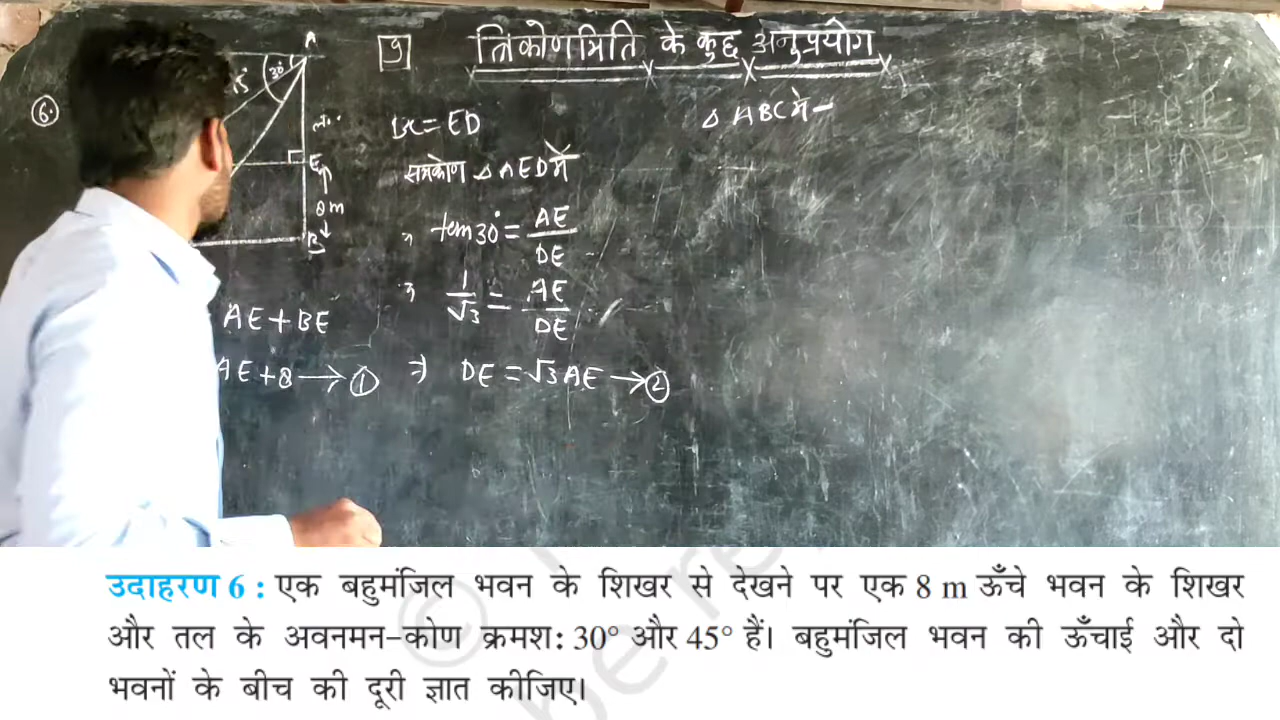 9 त्रिकोणमिति के कुछ अनुप्रयोग
6.
A
30°
45°
E
8 m
B
BC = ED
समकोण △ AED में
⇒ tan 30° = AE / DE
⇒ 1 / √3 = AE / DE
⇒ DE = √3 AE → ②
△ ABC में –
AE + BE
AE + 8 → ①
उदाहरण 6 : एक बहुमंजिल भवन के शिखर से देखने पर एक 8 m ऊँचे भवन के शिखर
और तल के अवनमन-कोण क्रमश: 30° और 45° हैं। बहुमंजिल भवन की ऊँचाई और दो
भवनों के बीच की दूरी ज्ञात कीजिए।